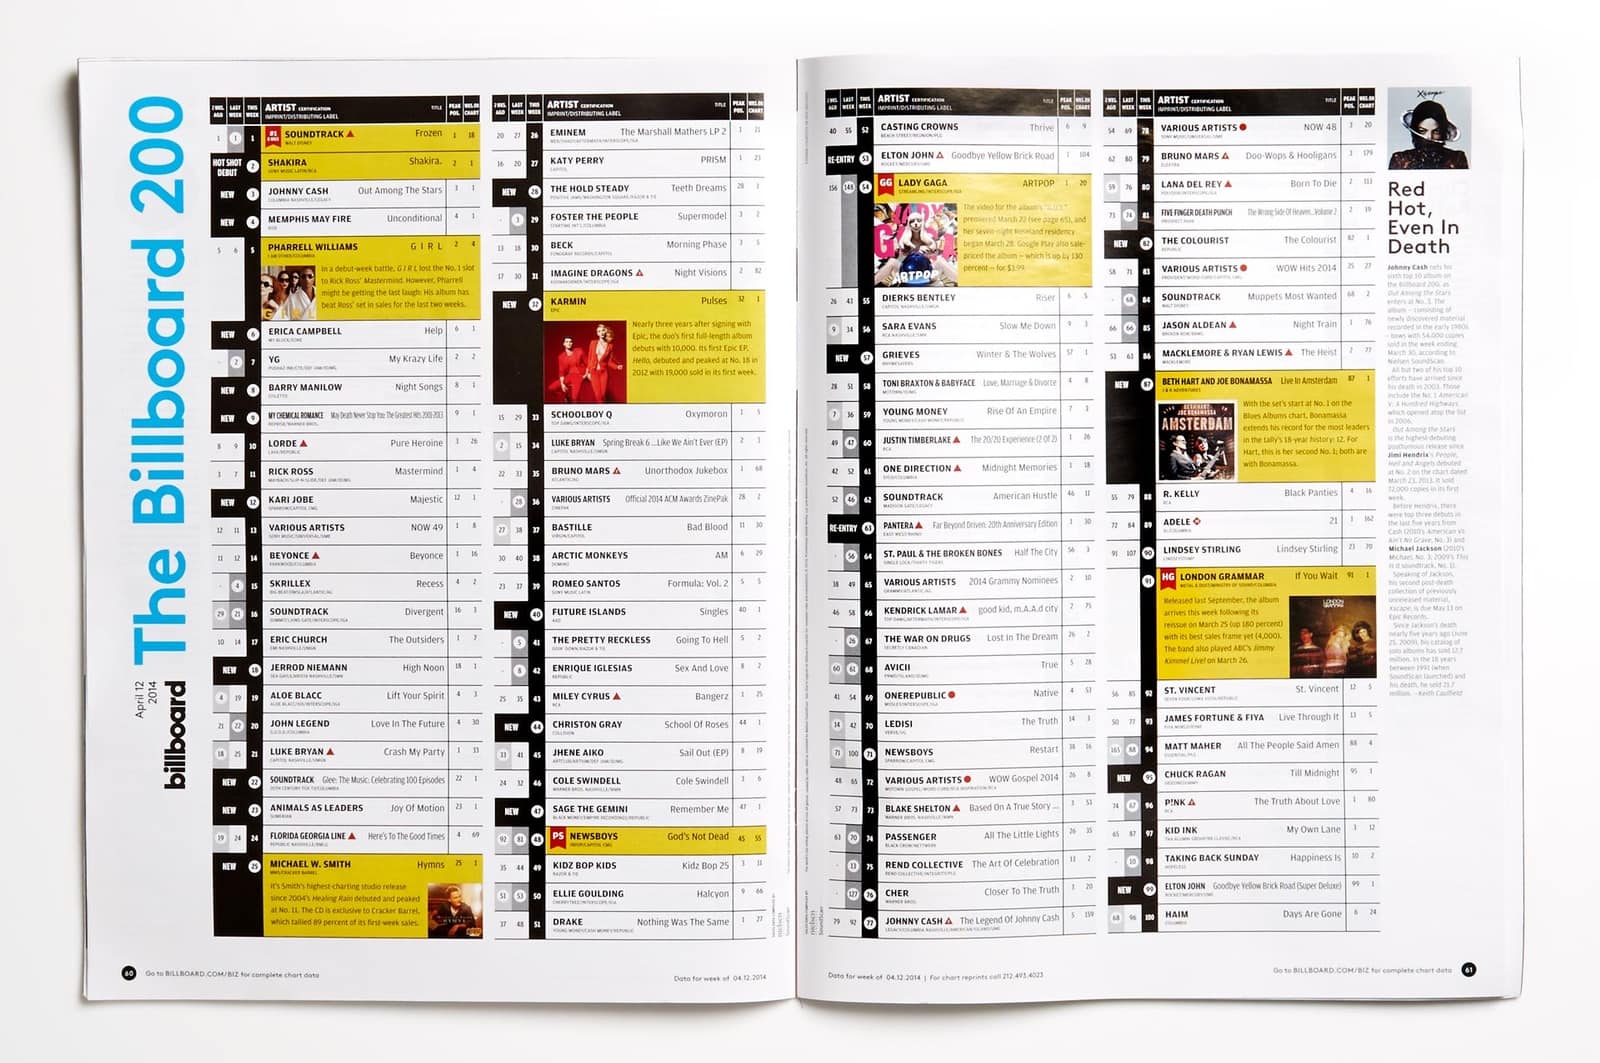 The Billboard 200
April 12
2014
billboard
2 WKS. AGO LAST WEEK THIS WEEK ARTIST CERTIFICATION TITLE PEAK POS. WKS. ON CHART
IMPRINT/DISTRIBUTING LABEL
1 1 1 SOUNDTRACK Frozen 1 18
WALT DISNEY
HOT SHOT DEBUT 2 SHAKIRA Shakira. 2 1
NEW 3 JOHNNY CASH Out Among The Stars 3 1
NEW 4 MEMPHIS MAY FIRE Unconditional 4 1
5 6 5 PHARRELL WILLIAMS G I R L 2 4
In a debut-week battle, G I R L lost the No. 1 slot
to Rick Ross' Mastermind. However, Pharrell
might be getting the last laugh: His album has
beat Ross' set in sales for the last two weeks.
NEW 6 ERICA CAMPBELL Help 6 1
- 2 7 YG My Krazy Life 2 2
NEW 8 BARRY MANILOW Night Songs 8 1
NEW 9 MY CHEMICAL ROMANCE May Death Never Stop You: The Greatest Hits 2001-2013 9 1
8 9 10 LORDE Pure Heroine 3 26
3 7 11 RICK ROSS Mastermind 1 4
NEW 12 KARI JOBE Majestic 12 1
12 11 13 VARIOUS ARTISTS NOW 49 1 8
11 12 14 BEYONCE Beyonce 1 16
- 4 15 SKRILLEX Recess 4 2
29 21 16 SOUNDTRACK Divergent 16 3
10 14 17 ERIC CHURCH The Outsiders 1 7
NEW 18 JERROD NIEMANN High Noon 18 1
4 19 19 ALOE BLACC Lift Your Spirit 4 3
21 22 20 JOHN LEGEND Love In The Future 4 30
18 25 21 LUKE BRYAN Crash My Party 1 33
NEW 22 SOUNDTRACK Glee: The Music: Celebrating 100 Episodes 22 1
NEW 23 ANIMALS AS LEADERS Joy Of Motion 23 1
19 24 24 FLORIDA GEORGIA LINE Here's To The Good Times 4 69
NEW 25 MICHAEL W. SMITH Hymns 25 1
It's Smith's highest-charting studio release
since 2004's Healing Rain debuted and peaked
at No. 11. The CD is exclusive to Cracker Barrel,
which tallied 89 percent of its first-week sales.
2 WKS. AGO LAST WEEK THIS WEEK ARTIST CERTIFICATION TITLE PEAK POS. WKS. ON CHART
IMPRINT/DISTRIBUTING LABEL
20 27 26 EMINEM The Marshall Mathers LP 2 1 21
16 20 27 KATY PERRY PRISM 1 23
NEW 28 THE HOLD STEADY Teeth Dreams 28 1
29 FOSTER THE PEOPLE Supermodel 3 2
13 18 30 BECK Morning Phase 3 5
17 30 31 IMAGINE DRAGONS Night Visions 2 82
NEW 32 KARMIN Pulses 32 1
EPIC
Nearly three years after signing with
Epic, the duo's first full-length album
debuts with 10,000. Its first Epic EP,
Hello, debuted and peaked at No. 18 in
2012 with 19,000 sold in its first week.
15 29 33 SCHOOLBOY Q Oxymoron 1 5
2 15 34 LUKE BRYAN Spring Break 6...Like We Ain't Ever (EP) 2 1
22 33 35 BRUNO MARS Unorthodox Jukebox 1 68
- 28 36 VARIOUS ARTISTS Official 2014 ACM Awards ZinePak 28 2
27 38 37 BASTILLE Bad Blood 11 30
30 40 38 ARCTIC MONKEYS AM 6 29
23 37 39 ROMEO SANTOS Formula: Vol. 2 5 5
NEW 40 FUTURE ISLANDS Singles 40 1
- 5 41 THE PRETTY RECKLESS Going To Hell 5 2
- 8 42 ENRIQUE IGLESIAS Sex And Love 8 2
25 35 43 MILEY CYRUS Bangerz 1 25
NEW 44 CHRISTON GRAY School Of Roses 44 1
33 41 45 JHENE AIKO Sail Out (EP) 8 19
24 32 46 COLE SWINDELL Cole Swindell 3 6
NEW 47 SAGE THE GEMINI Remember Me 47 1
92 81 48 PS NEWSBOYS God's Not Dead 45 55
35 44 49 KIDZ BOP KIDS Kidz Bop 25 3 11
51 53 50 ELLIE GOULDING Halcyon 9 66
37 48 51 DRAKE Nothing Was The Same 1 27
60 Go to BILLBOARD.COM/BIZ for complete chart data
Data for week of 04.12.2014
2 WKS. AGO LAST WEEK THIS WEEK ARTIST CERTIFICATION TITLE PEAK POS. WKS. ON CHART
IMPRINT/DISTRIBUTING LABEL
40 55 52 CASTING CROWNS Thrive 6 9
RE-ENTRY 53 ELTON JOHN Goodbye Yellow Brick Road 1 104
156 148 54 GG LADY GAGA ARTPOP 1 20
The video for the album's "G.U.Y."
premiered March 22 (see page 65), and
her seven-night Roseland residency
began March 28. Google Play also sale-
priced the album — which is up by 130
percent — for $3.99.
26 43 55 DIERKS BENTLEY Riser 6 5
9 34 56 SARA EVANS Slow Me Down 9 3
NEW 57 GRIEVES Winter & The Wolves 57 1
28 51 58 TONI BRAXTON & BABYFACE Love, Marriage & Divorce 4 8
7 36 59 YOUNG MONEY Rise Of An Empire 7 3
49 47 60 JUSTIN TIMBERLAKE The 20/20 Experience (2 Of 2) 1 26
42 52 61 ONE DIRECTION Midnight Memories 1 18
52 46 62 SOUNDTRACK American Hustle 46 11
RE-ENTRY 63 PANTERA Far Beyond Driven: 20th Anniversary Edition 1 30
- 56 64 ST. PAUL & THE BROKEN BONES Half The City 56 3
38 49 65 VARIOUS ARTISTS 2014 Grammy Nominees 2 10
46 58 66 KENDRICK LAMAR good kid, m.A.A.d city 2 75
- 26 67 THE WAR ON DRUGS Lost In The Dream 26 2
60 61 68 AVICII True 5 28
41 54 69 ONEREPUBLIC Native 4 53
14 42 70 LEDISI The Truth 14 3
71 100 71 NEWSBOYS Restart 38 16
48 65 72 VARIOUS ARTISTS WOW Gospel 2014 26 8
57 73 73 BLAKE SHELTON Based On A True Story ... 3 53
63 70 74 PASSENGER All The Little Lights 26 35
- 13 75 REND COLLECTIVE The Art Of Celebration 13 2
- 127 76 CHER Closer To The Truth 3 20
79 92 77 JOHNNY CASH The Legend Of Johnny Cash 5 159
Data for week of 04.12.2014 | For chart reprints call 212.493.4023
2 WKS. AGO LAST WEEK THIS WEEK ARTIST CERTIFICATION TITLE PEAK POS. WKS. ON CHART
IMPRINT/DISTRIBUTING LABEL
54 69 78 VARIOUS ARTISTS NOW 48 3 20
62 80 79 BRUNO MARS Doo-Wops & Hooligans 3 179
59 76 80 LANA DEL REY Born To Die 2 113
73 74 81 FIVE FINGER DEATH PUNCH The Wrong Side Of Heaven...Volume 2 2 19
NEW 82 THE COLOURIST The Colourist 82 1
58 71 83 VARIOUS ARTISTS WOW Hits 2014 25 27
- 68 84 SOUNDTRACK Muppets Most Wanted 68 2
66 66 85 JASON ALDEAN Night Train 1 76
53 63 86 MACKLEMORE & RYAN LEWIS The Heist 2 77
NEW 87 BETH HART AND JOE BONAMASSA Live In Amsterdam 87 1
With the set's start at No. 1 on the
Blues Albums chart, Bonamassa
extends his record for the most leaders
in the tally's 18-year history: 12. For
Hart, this is her second No. 1; both are
with Bonamassa.
55 79 88 R. KELLY Black Panties 4 16
72 84 89 ADELE 21 1 162
91 107 90 LINDSEY STIRLING Lindsey Stirling 23 70
91 HG LONDON GRAMMAR If You Wait 91 1
Released last September, the album
arrives this week following its
reissue on March 25 (up 180 percent)
with its best sales frame yet (4,000).
The band also played ABC's Jimmy
Kimmel Live! on March 26.
56 85 92 ST. VINCENT St. Vincent 12 5
50 77 93 JAMES FORTUNE & FIYA Live Through It 13 5
165 88 94 MATT MAHER All The People Said Amen 88 4
NEW 95 CHUCK RAGAN Till Midnight 95 1
74 67 96 P!NK The Truth About Love 1 80
65 87 97 KID INK My Own Lane 3 12
- 10 98 TAKING BACK SUNDAY Happiness Is 10 2
NEW 99 ELTON JOHN Goodbye Yellow Brick Road (Super Deluxe) 99 1
68 96 100 HAIM Days Are Gone 6 24
Xscape
Red
Hot,
Even In
Death
Johnny Cash nets his
sixth top 10 album on
the Billboard 200, as
Out Among the Stars
enters at No. 3. The
album — consisting of
newly discovered material
recorded in the early 1980s
— bows with 54,000 copies
sold in the week ending
March 30, according to
Nielsen SoundScan.
All but two of his top 10
efforts have arrived since
his death in 2003. Those
include the No. 1 American
V: A Hundred Highways,
which opened atop the list
in 2006.
Out Among the Stars
is the highest-debuting
posthumous release since
Jimi Hendrix's People,
Hell and Angels debuted
at No. 2 on the chart dated
March 23, 2013. It sold
72,000 copies in its first
week.
Before Hendrix, there
were top three debuts in
the last five years from
Cash (2010's American VI:
Ain't No Grave, No. 3) and
Michael Jackson (2010's
Michael, No. 3; 2009's This
Is It soundtrack, No. 1).
Speaking of Jackson,
his second post-death
collection of previously
unreleased material,
Xscape, is due May 13 on
Epic Records.
Since Jackson's death
nearly five years ago (June
25, 2009), his catalog of
solo albums has sold 12.7
million. In the 18 years
between 1991 (when
SoundScan launched) and
his death, he sold 23.7
million. —Keith Caulfield
Go to BILLBOARD.COM/BIZ for complete chart data 61